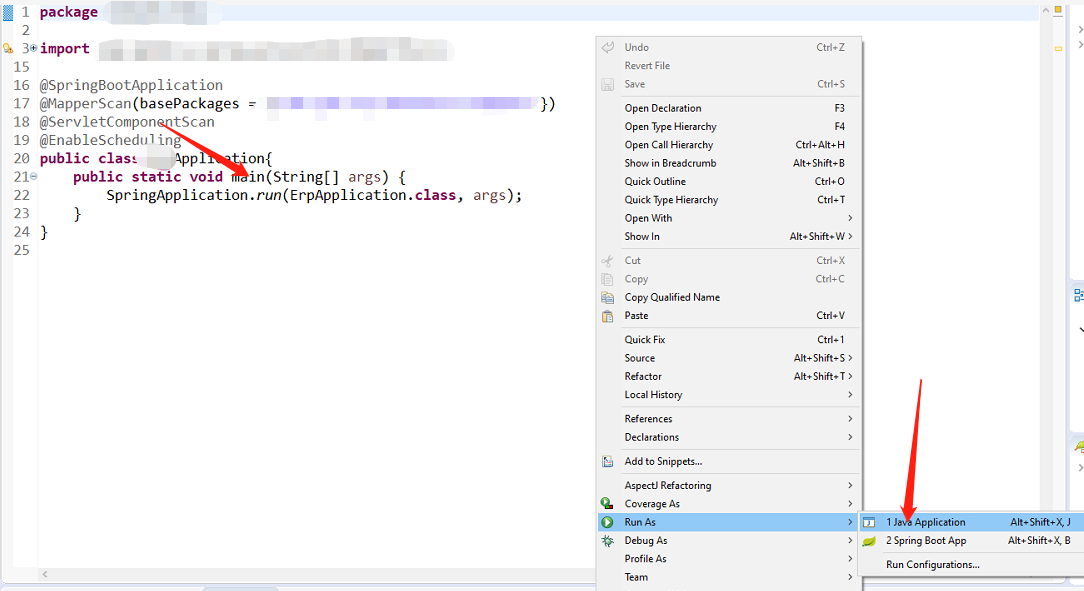 1 package
2
3 import
15
16 @SpringBootApplication
17 @MapperScan(basePackages = })
18 @ServletComponentScan
19 @EnableScheduling
20 public class Application{
21 public static void main(String[] args) {
22 SpringApplication.run(ErpApplication.class, args);
23 }
24 }
25
Undo Ctrl+Z
Revert File
Save Ctrl+S
Open Declaration F3
Open Type Hierarchy F4
Open Call Hierarchy Ctrl+Alt+H
Show in Breadcrumb Alt+Shift+B
Quick Outline Ctrl+O
Quick Type Hierarchy Ctrl+T
Open With
Show In Alt+Shift+W
Cut Ctrl+X
Copy Ctrl+C
Copy Qualified Name
Paste Ctrl+V
Quick Fix Ctrl+1
Source Alt+Shift+S
Refactor Alt+Shift+T
Local History
References
Declarations
Add to Snippets...
AspectJ Refactoring
Coverage As
Run As
Debug As
Profile As
Team
1 Java Application Alt+Shift+X, J
2 Spring Boot App Alt+Shift+X, B
Run Configurations...